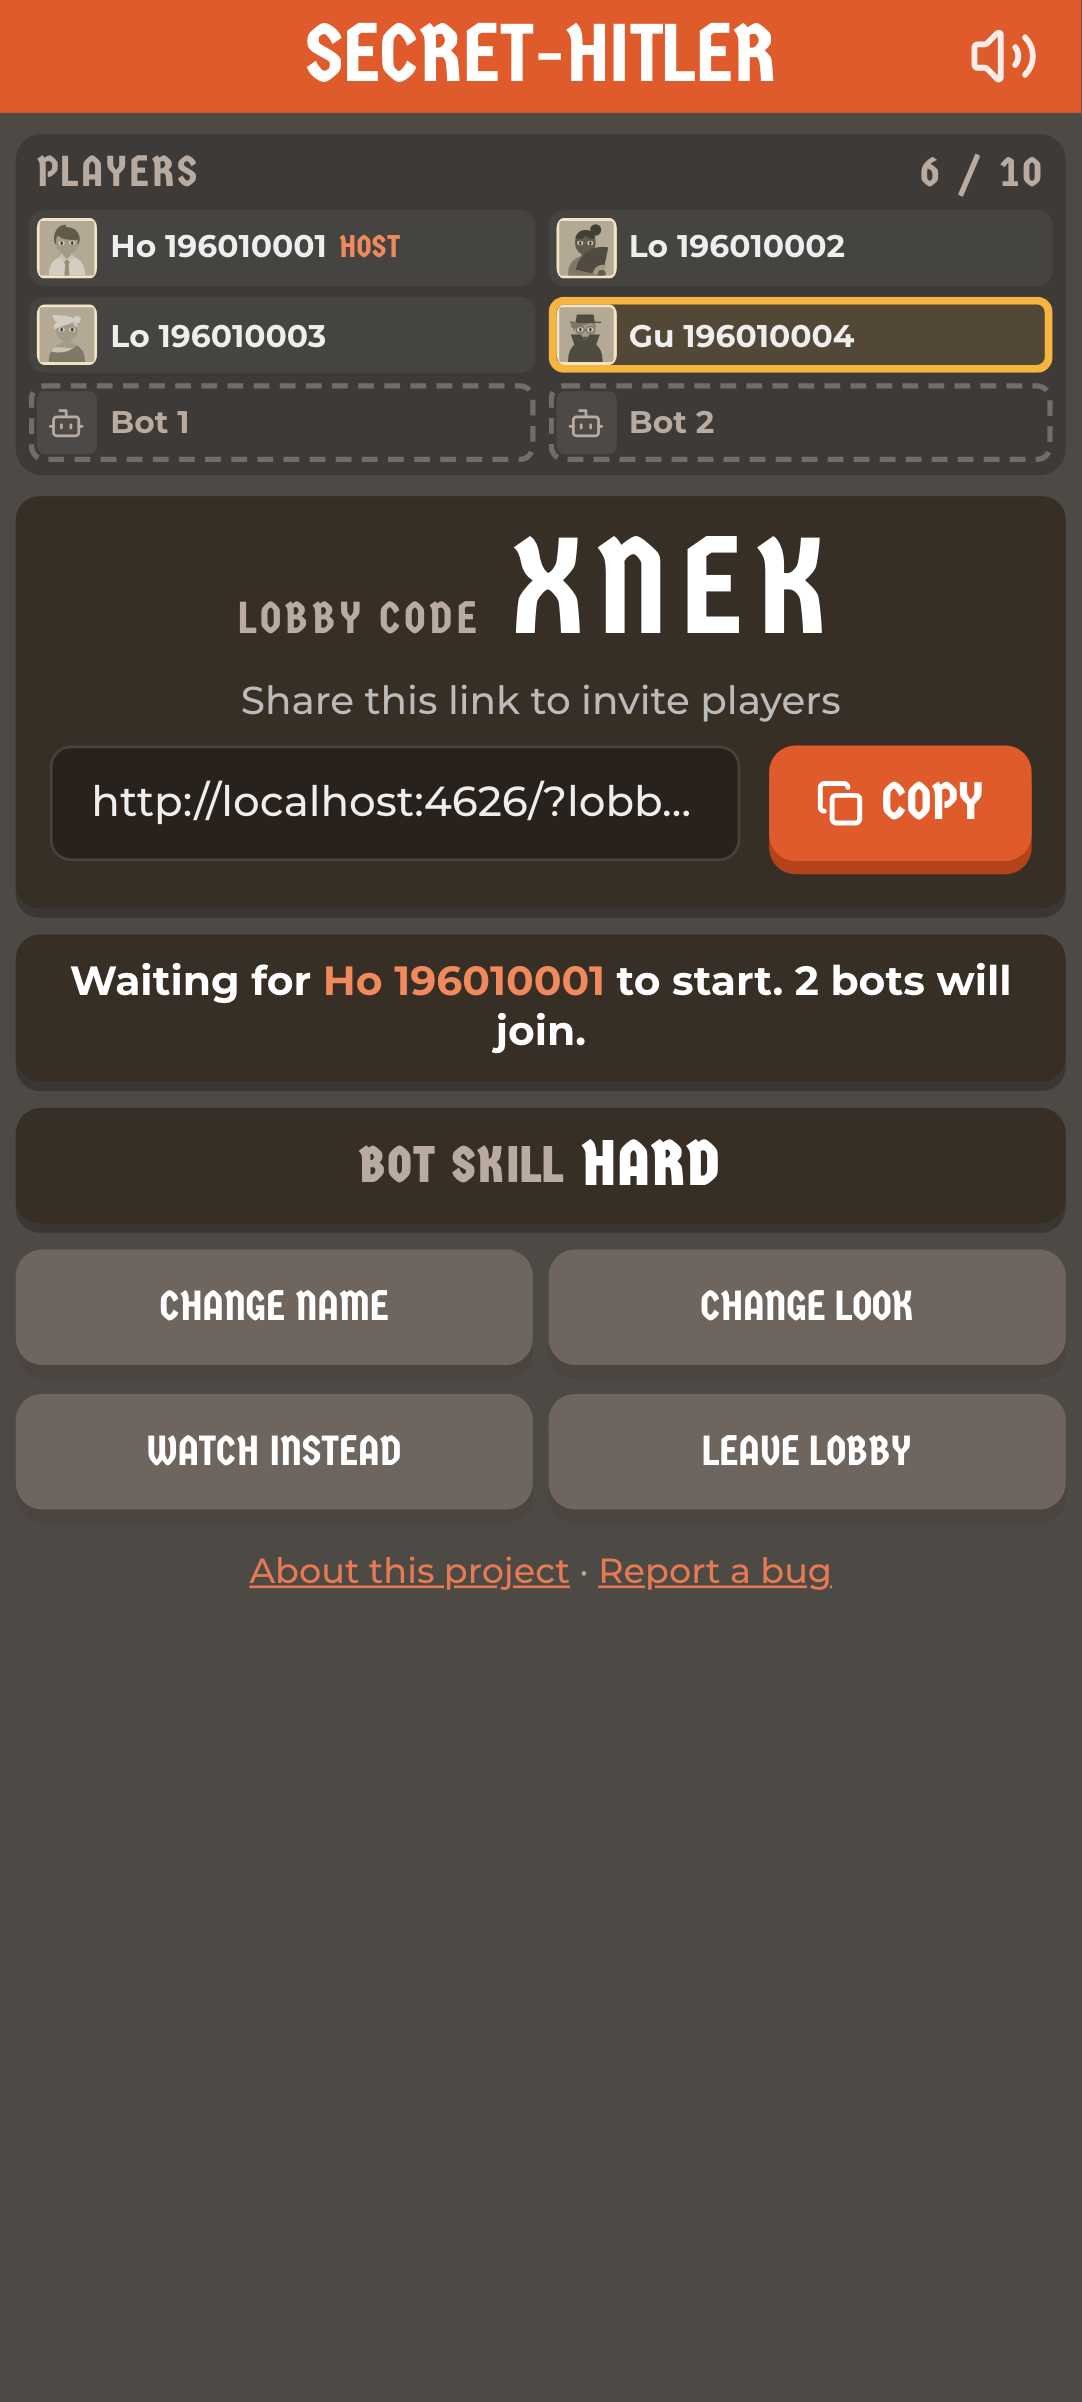 SECRET-HITLER
PLAYERS 6 / 10
Ho 196010001 HOST
Lo 196010002
Lo 196010003
Gu 196010004
Bot 1
Bot 2
LOBBY CODE XNEK
Share this link to invite players
http://localhost:4626/?lobb...
COPY
Waiting for Ho 196010001 to start. 2 bots will
join.
BOT SKILL HARD
CHANGE NAME
CHANGE LOOK
WATCH INSTEAD
LEAVE LOBBY
About this project · Report a bug